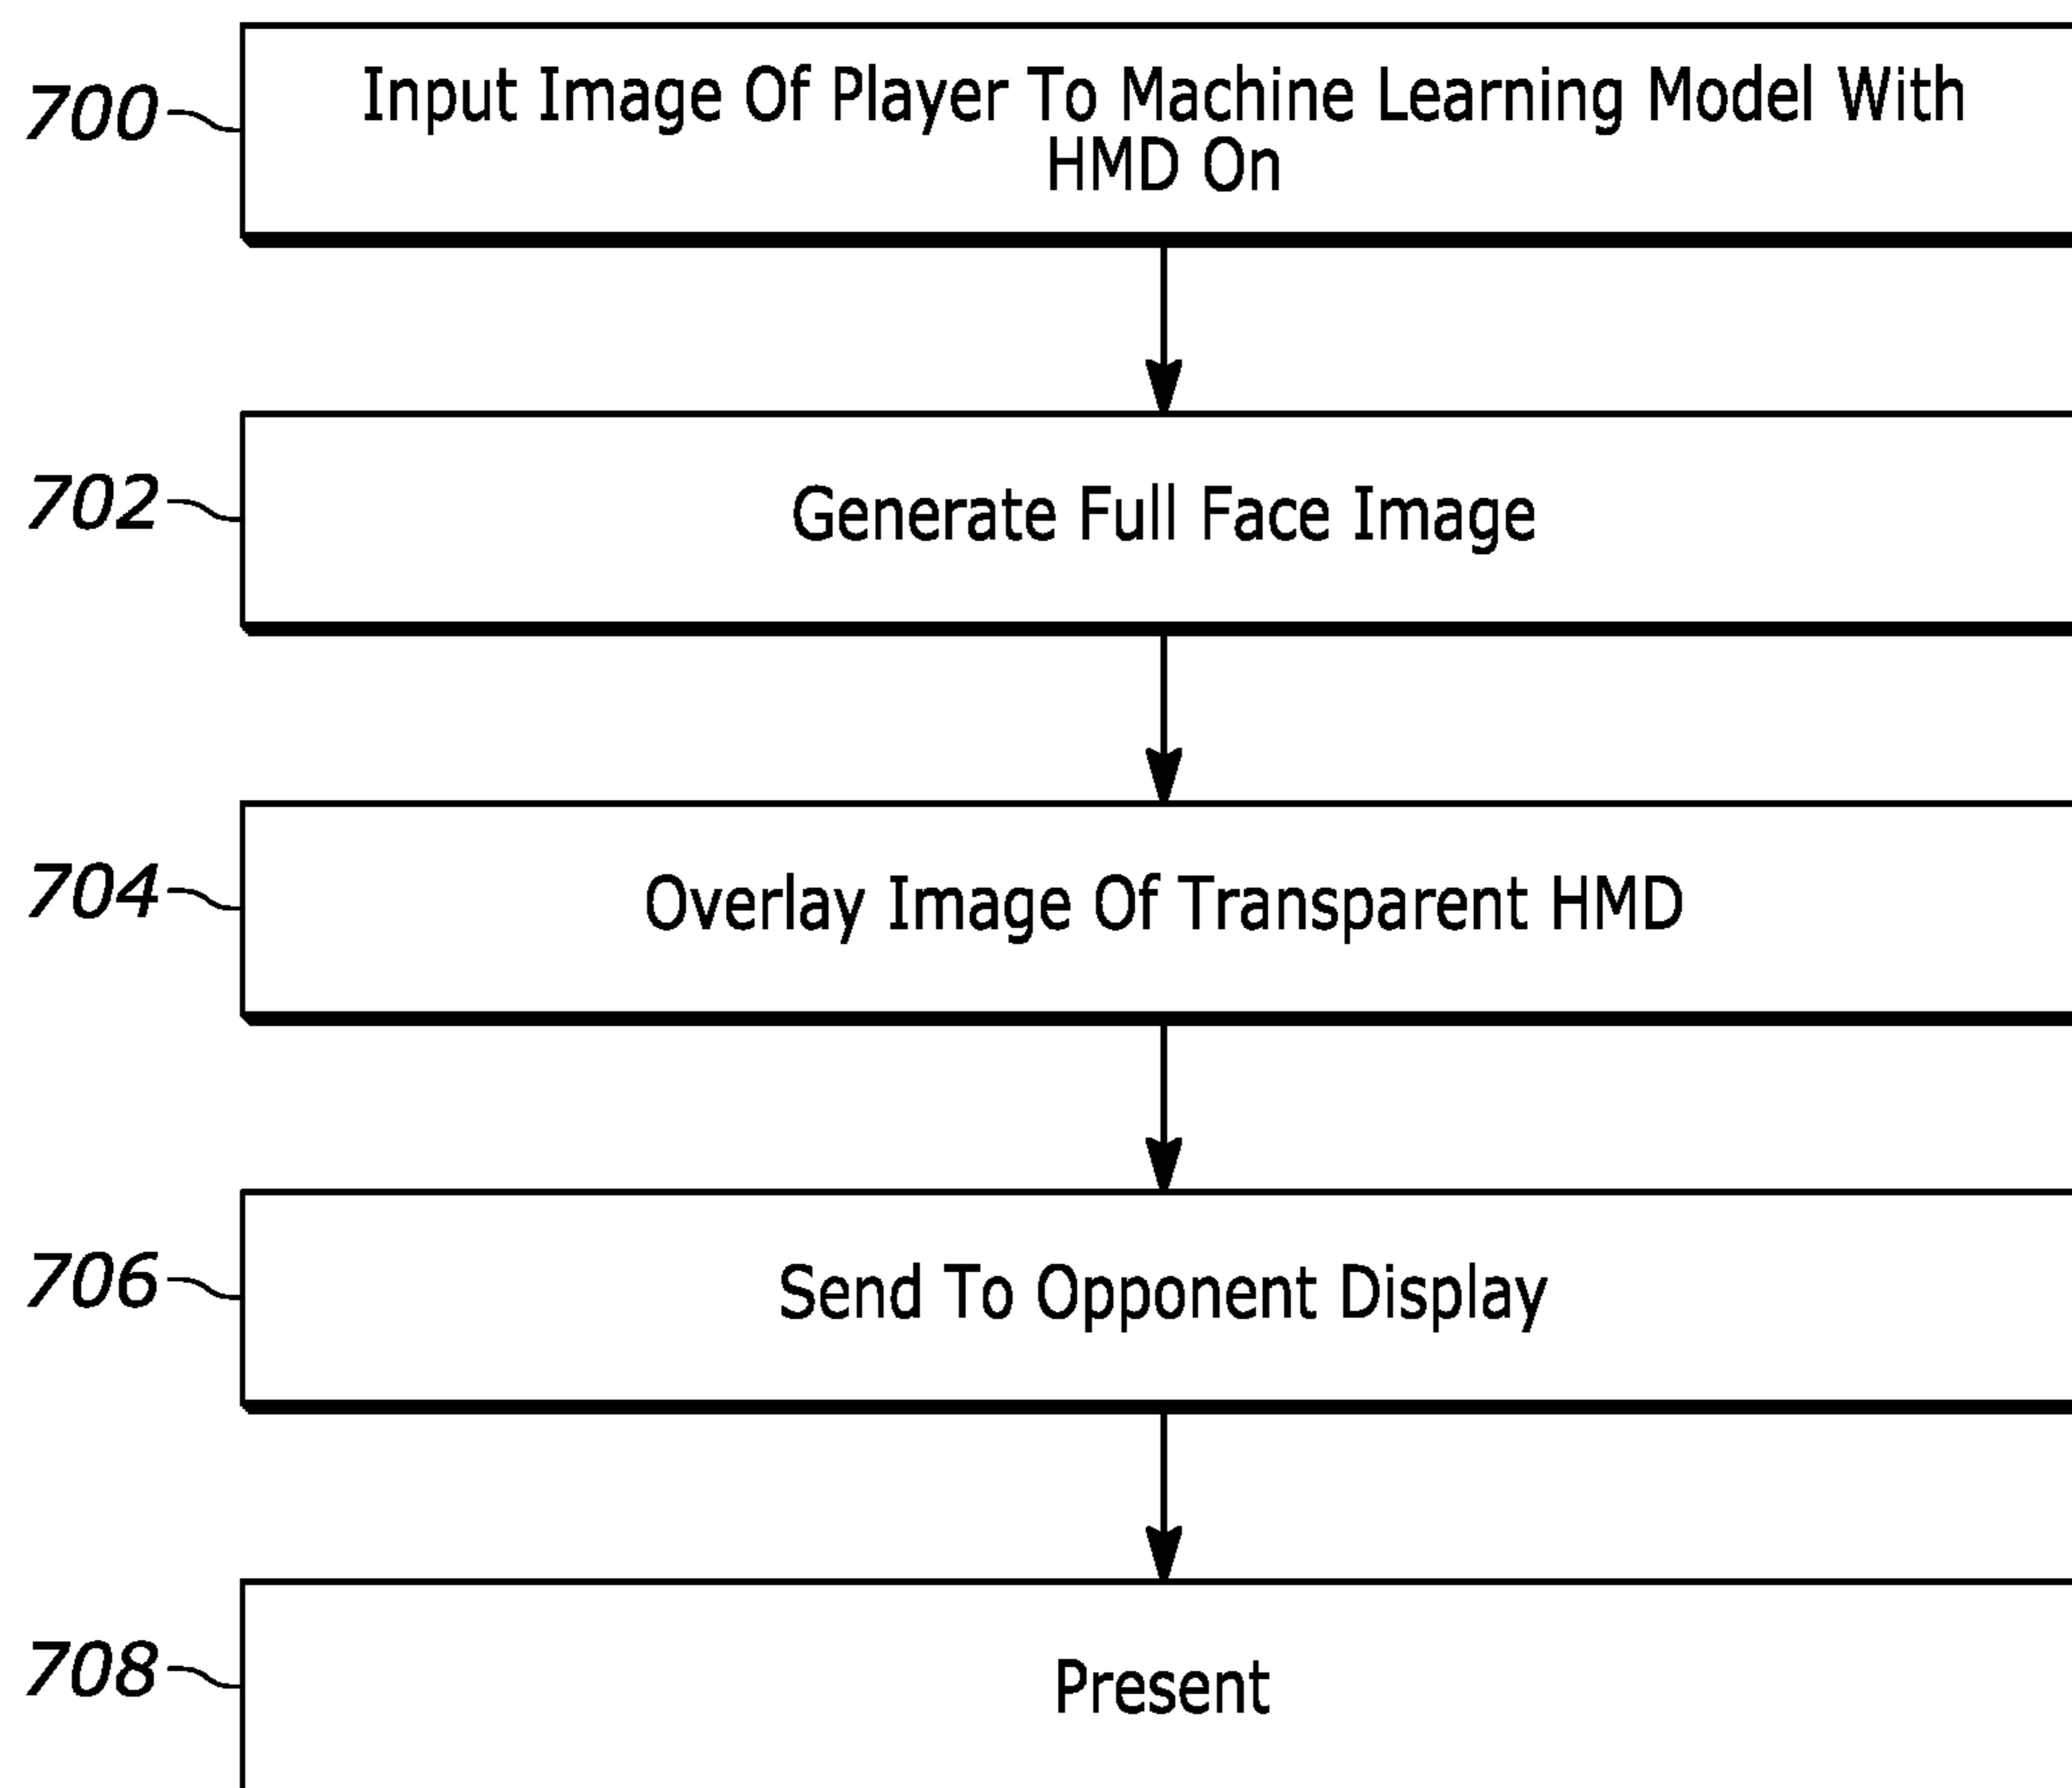 700
Input Image Of Player To Machine Learning Model With
HMD On
702
Generate Full Face Image
704
Overlay Image Of Transparent HMD
706
Send To Opponent Display
708
Present